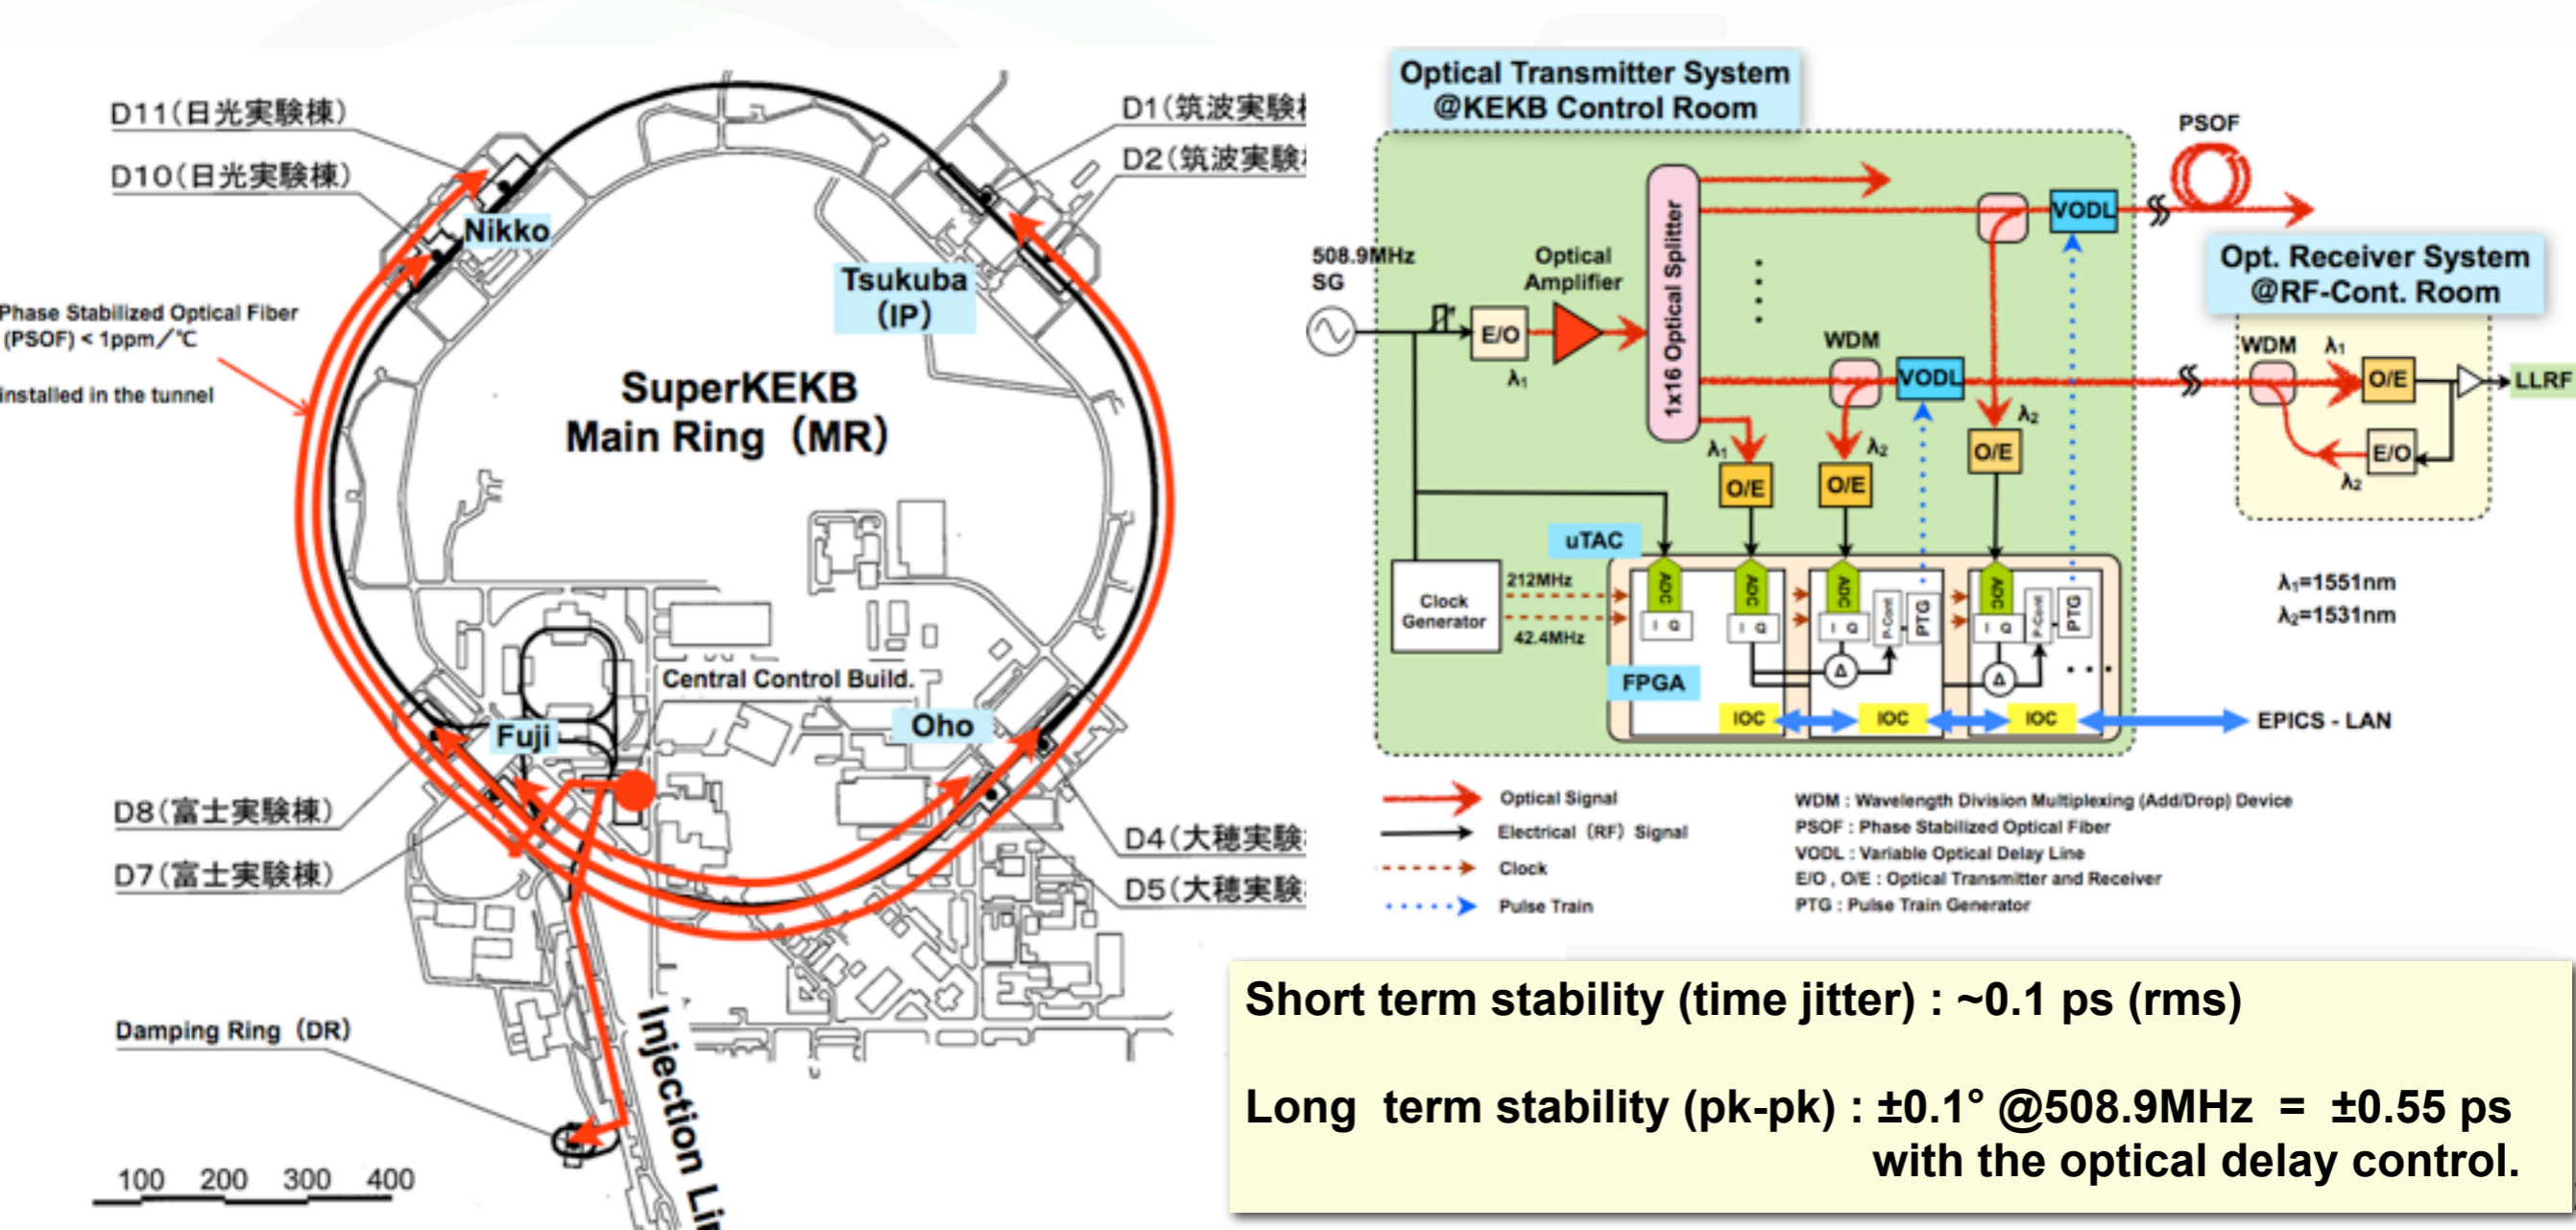 D11(日光実験棟)
D10(日光実験棟)
Nikko
Phase Stabilized Optical Fiber
(PSOF) < 1ppm/℃
installed in the tunnel
D1(筑波実験
D2(筑波実験
Tsukuba
(IP)
SuperKEKB
Main Ring (MR)
Central Control Build.
Fuji
Oho
D8(富士実験棟)
D7(富士実験棟)
D4(大穂実験
D5(大穂実験
Damping Ring (DR)
Injection Li
100 200 300 400
Optical Transmitter System
@KEKB Control Room
PSOF
508.9MHz
SG
E/O
λ1
Optical
Amplifier
1x16 Optical Splitter
VODL
WDM
VODL
λ1
O/E
λ2
O/E
λ2
O/E
Opt. Receiver System
@RF-Cont. Room
WDM
λ1
O/E
LLRF
E/O
λ2
uTAC
Clock
Generator
212MHz
42.4MHz
ADC
ADC
ADC
ADC
I Q
I Q
I Q
I Q
P-Cont
PTG
P-Cont
PTG
Δ
Δ
FPGA
IOC
IOC
IOC
EPICS - LAN
λ1=1551nm
λ2=1531nm
Optical Signal
Electrical (RF) Signal
Clock
Pulse Train
WDM : Wavelength Division Multiplexing (Add/Drop) Device
PSOF : Phase Stabilized Optical Fiber
VODL : Variable Optical Delay Line
E/O , O/E : Optical Transmitter and Receiver
PTG : Pulse Train Generator
Short term stability (time jitter) : ~0.1 ps (rms)
Long term stability (pk-pk) : ±0.1° @508.9MHz = ±0.55 ps
with the optical delay control.